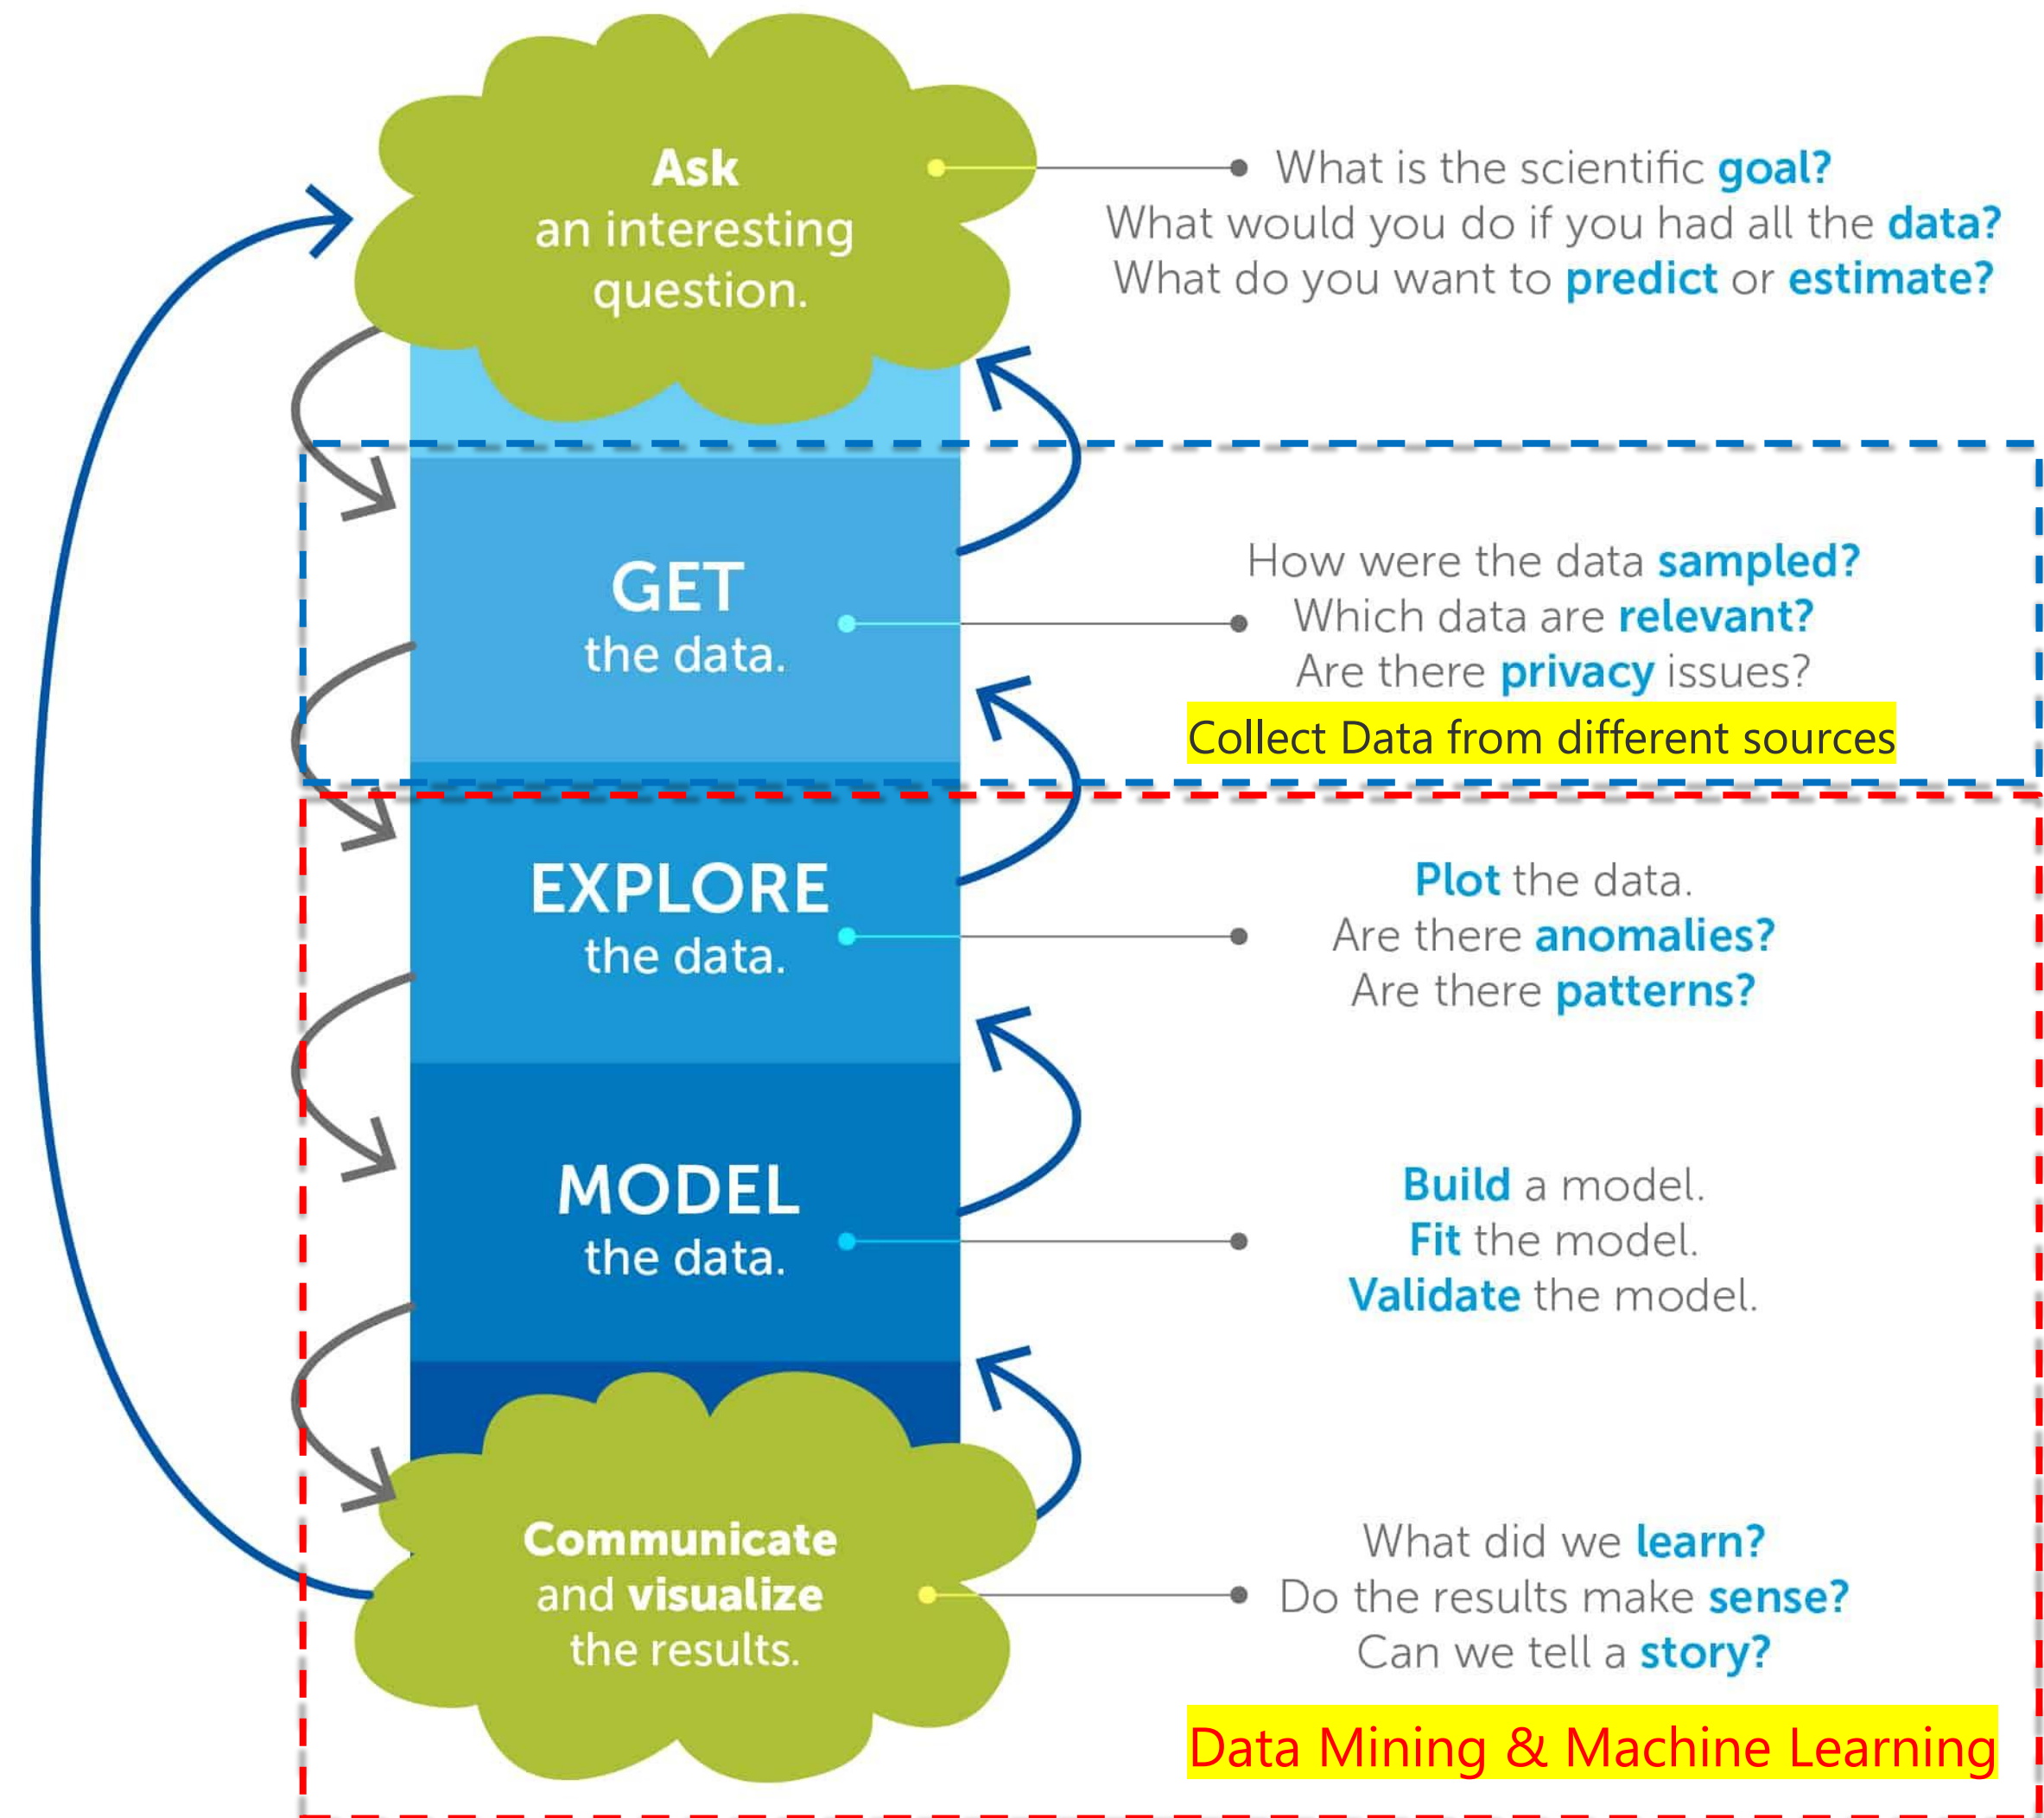 Ask
an interesting
question.
What is the scientific goal?
What would you do if you had all the data?
What do you want to predict or estimate?
GET
the data.
How were the data sampled?
Which data are relevant?
Are there privacy issues?
Collect Data from different sources
EXPLORE
the data.
Plot the data.
Are there anomalies?
Are there patterns?
MODEL
the data.
Build a model.
Fit the model.
Validate the model.
Communicate
and visualize
the results.
What did we learn?
Do the results make sense?
Can we tell a story?
Data Mining & Machine Learning